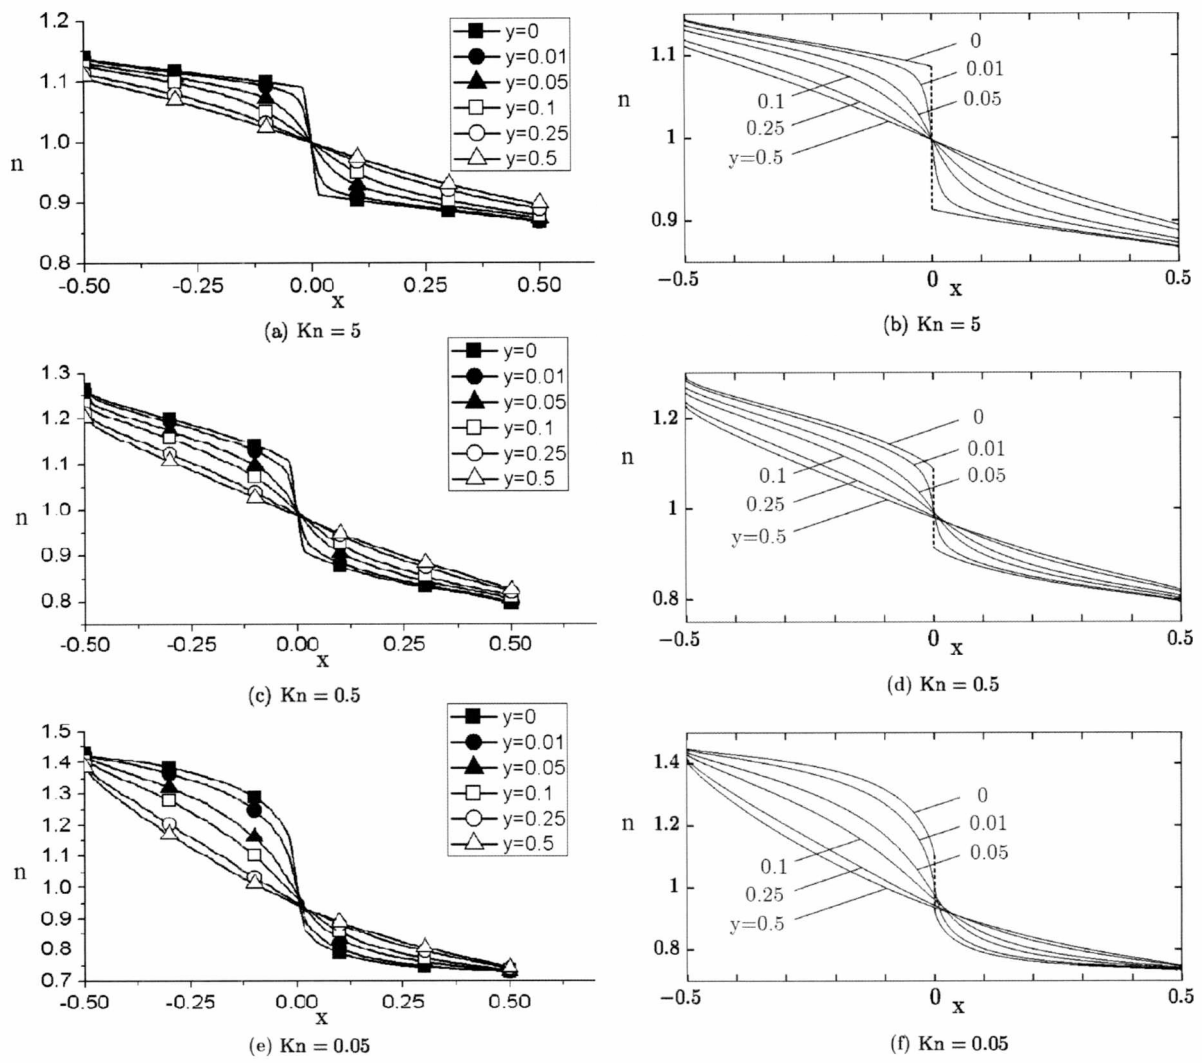 1.2
1.1
1.0
0.9
0.8
n
-0.50
-0.25
0.00
0.25
0.50
x
y=0
y=0.01
y=0.05
y=0.1
y=0.25
y=0.5
(a) Kn = 5
1.1
1
0.9
n
0
0.01
0.05
0.1
0.25
y=0.5
−0.5
0
x
0.5
(b) Kn = 5
1.3
1.2
1.1
1.0
0.9
0.8
n
-0.50
-0.25
0.00
0.25
0.50
x
y=0
y=0.01
y=0.05
y=0.1
y=0.25
y=0.5
(c) Kn = 0.5
1.2
1
0.8
n
0
0.01
0.05
0.1
0.25
y=0.5
−0.5
0
x
0.5
(d) Kn = 0.5
1.5
1.4
1.3
1.2
1.1
1.0
0.9
0.8
0.7
n
-0.50
-0.25
0.00
0.25
0.50
x
y=0
y=0.01
y=0.05
y=0.1
y=0.25
y=0.5
(e) Kn = 0.05
1.4
1.2
1
0.8
n
0
0.01
0.05
0.1
0.25
y=0.5
−0.5
0
x
0.5
(f) Kn = 0.05